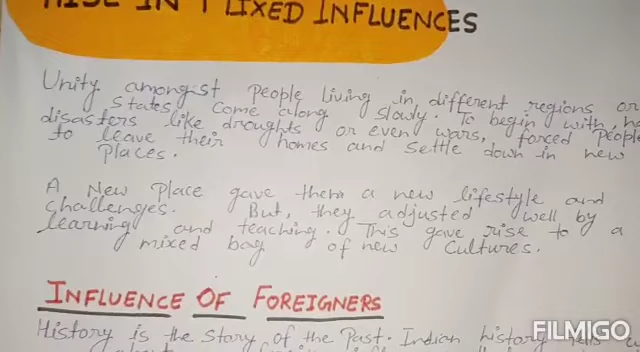 RISE IN MIXED INFLUENCES
Unity amongst people living in different regions or
states, come along slowly. To begin with,
disasters like droughts or even wars, forced people
to leave their homes and settle down in new
places.
A New Place gave them a new lifestyle and
challenges. But, they adjusted well by
learning and teaching. This gave rise to a
mixed bag of new cultures.
INFLUENCE OF FOREIGNERS
History is the story of the Past. Indian history tells
FILMIGO